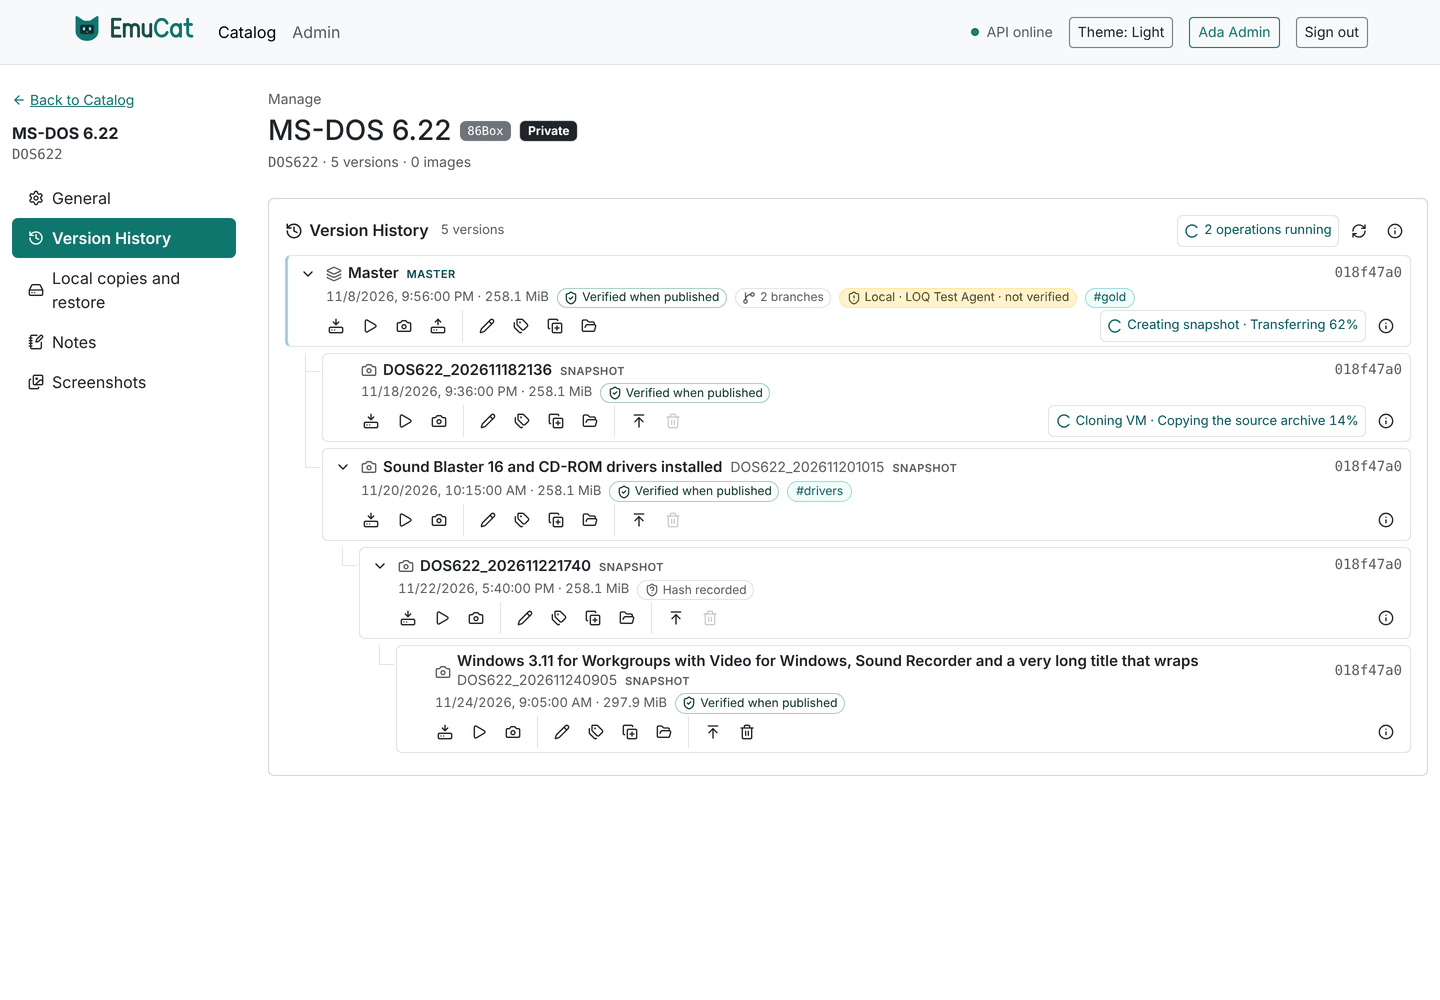 EmuCat
Catalog
Admin
API online
Theme: Light
Ada Admin
Sign out
Back to Catalog
MS-DOS 6.22
DOS622
General
Version History
Local copies and
restore
Notes
Screenshots
Manage
MS-DOS 6.22 86Box Private
DOS622 · 5 versions · 0 images
Version History 5 versions
2 operations running
Master MASTER 018f47a0
11/8/2026, 9:56:00 PM · 258.1 MiB Verified when published 2 branches Local · LOQ Test Agent · not verified #gold
Creating snapshot · Transferring 62%
DOS622_202611182136 SNAPSHOT 018f47a0
11/18/2026, 9:36:00 PM · 258.1 MiB Verified when published
Cloning VM · Copying the source archive 14%
Sound Blaster 16 and CD-ROM drivers installed DOS622_202611201015 SNAPSHOT 018f47a0
11/20/2026, 10:15:00 AM · 258.1 MiB Verified when published #drivers
DOS622_202611221740 SNAPSHOT 018f47a0
11/22/2026, 5:40:00 PM · 258.1 MiB Hash recorded
Windows 3.11 for Workgroups with Video for Windows, Sound Recorder and a very long title that wraps
DOS622_202611240905 SNAPSHOT 018f47a0
11/24/2026, 9:05:00 AM · 297.9 MiB Verified when published